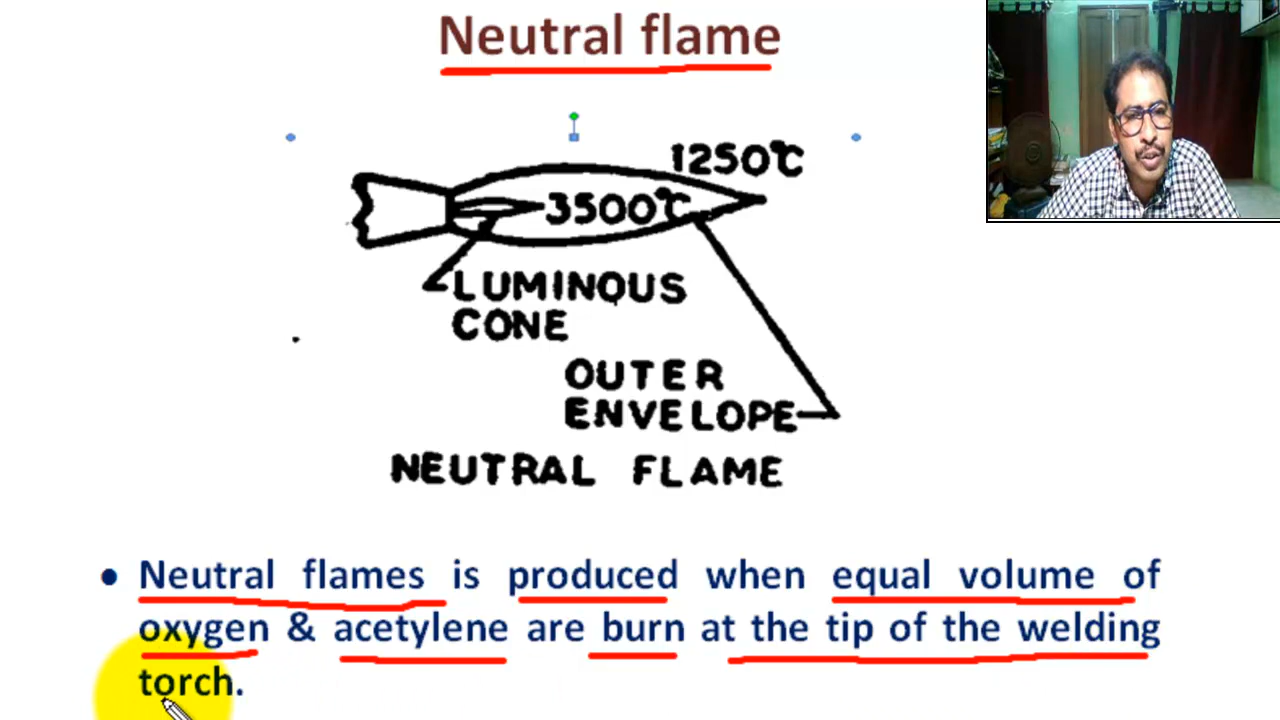 Neutral flame
1250℃
3500℃
LUMINOUS
CONE
OUTER
ENVELOPE
NEUTRAL FLAME
• Neutral flames is produced when equal volume of
oxygen & acetylene are burn at the tip of the welding
torch.